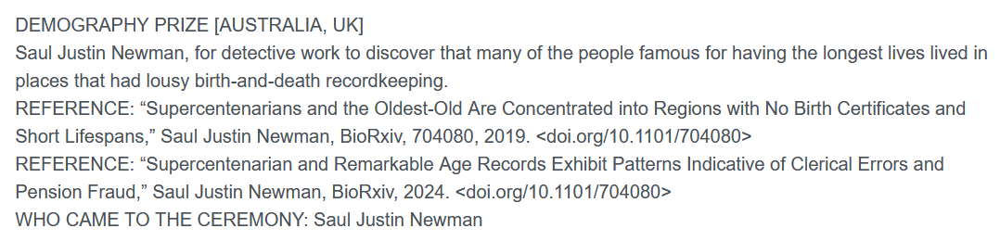 DEMOGRAPHY PRIZE [AUSTRALIA, UK]
Saul Justin Newman, for detective work to discover that many of the people famous for having the longest lives lived in
places that had lousy birth-and-death recordkeeping.
REFERENCE: “Supercentenarians and the Oldest-Old Are Concentrated into Regions with No Birth Certificates and
Short Lifespans,” Saul Justin Newman, BioRxiv, 704080, 2019. <doi.org/10.1101/704080>
REFERENCE: “Supercentenarian and Remarkable Age Records Exhibit Patterns Indicative of Clerical Errors and
Pension Fraud,” Saul Justin Newman, BioRxiv, 2024. <doi.org/10.1101/704080>
WHO CAME TO THE CEREMONY: Saul Justin Newman